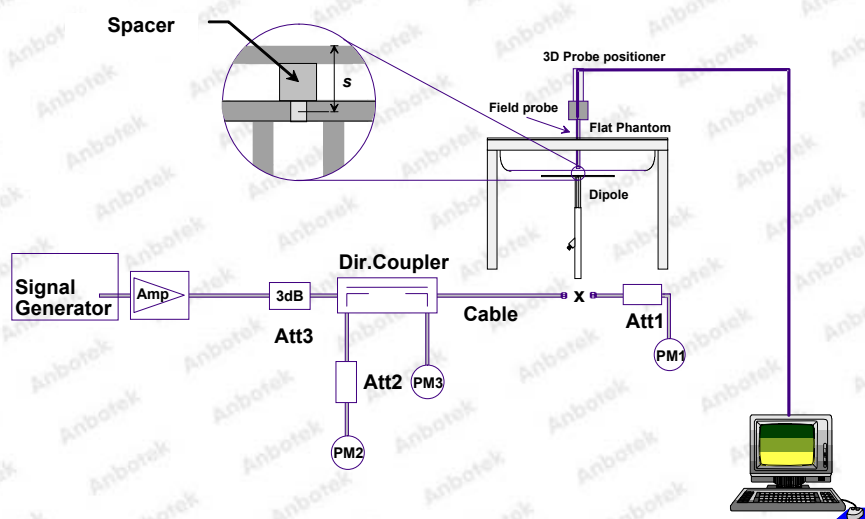 Spacer
s
3D Probe positioner
Field probe
Flat Phantom
Dipole
Signal
Generator
Amp
3dB
Att3
Dir.Coupler
Cable
x
Att1
PM1
Att2
PM3
PM2
Anbotek